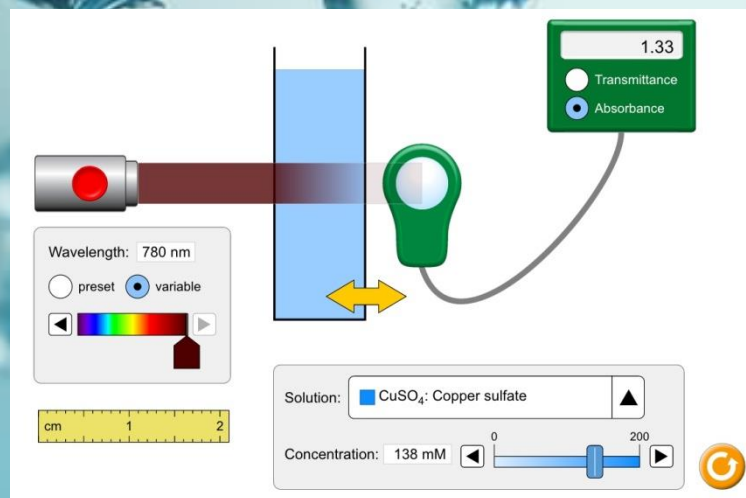 1.33
Transmittance
Absorbance
Wavelength: 780 nm
preset variable
cm 1 2
Solution: CuSO₄: Copper sulfate
0 200
Concentration: 138 mM